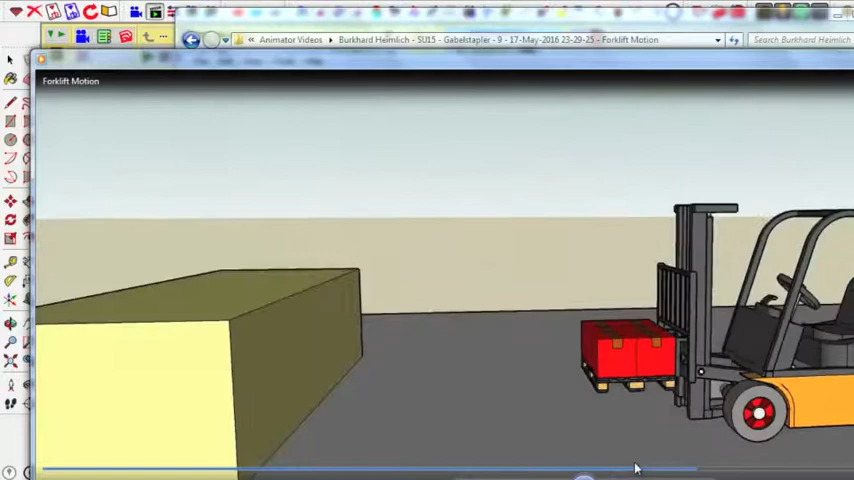 « Animator Videos ▸ Burkhard Heimlich - SU15 - Gabelstapler - 9 - 17-May-2016 23-29-25 - Forklift Motion
Search Burkhard Heimlich
Forklift Motion